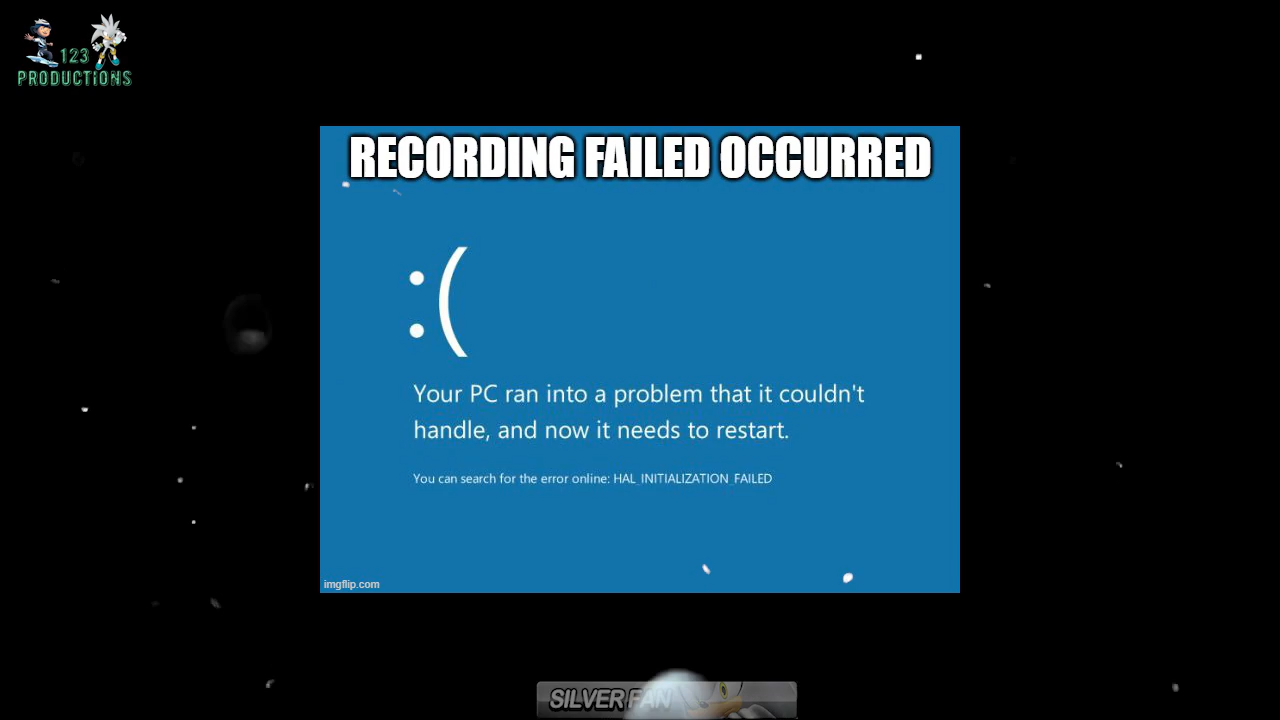 123
PRODUCTIONS
RECORDING FAILED OCCURRED
:(
Your PC ran into a problem that it couldn't
handle, and now it needs to restart.
You can search for the error online: HAL_INITIALIZATION_FAILED
imgflip.com
SILVER FAN